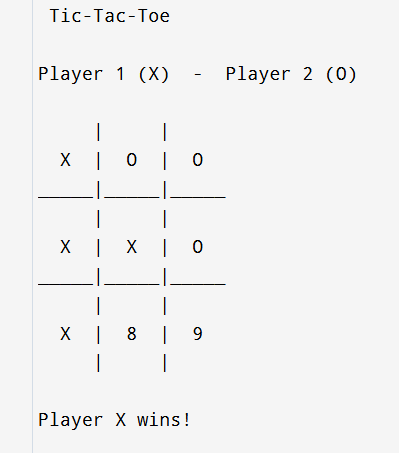 Tic-Tac-Toe
Player 1 (X)  -  Player 2 (O)
     |     |
  X  |  O  |  O
_____|_____|_____
     |     |
  X  |  X  |  O
_____|_____|_____
     |     |
  X  |  8  |  9
     |     |
Player X wins!